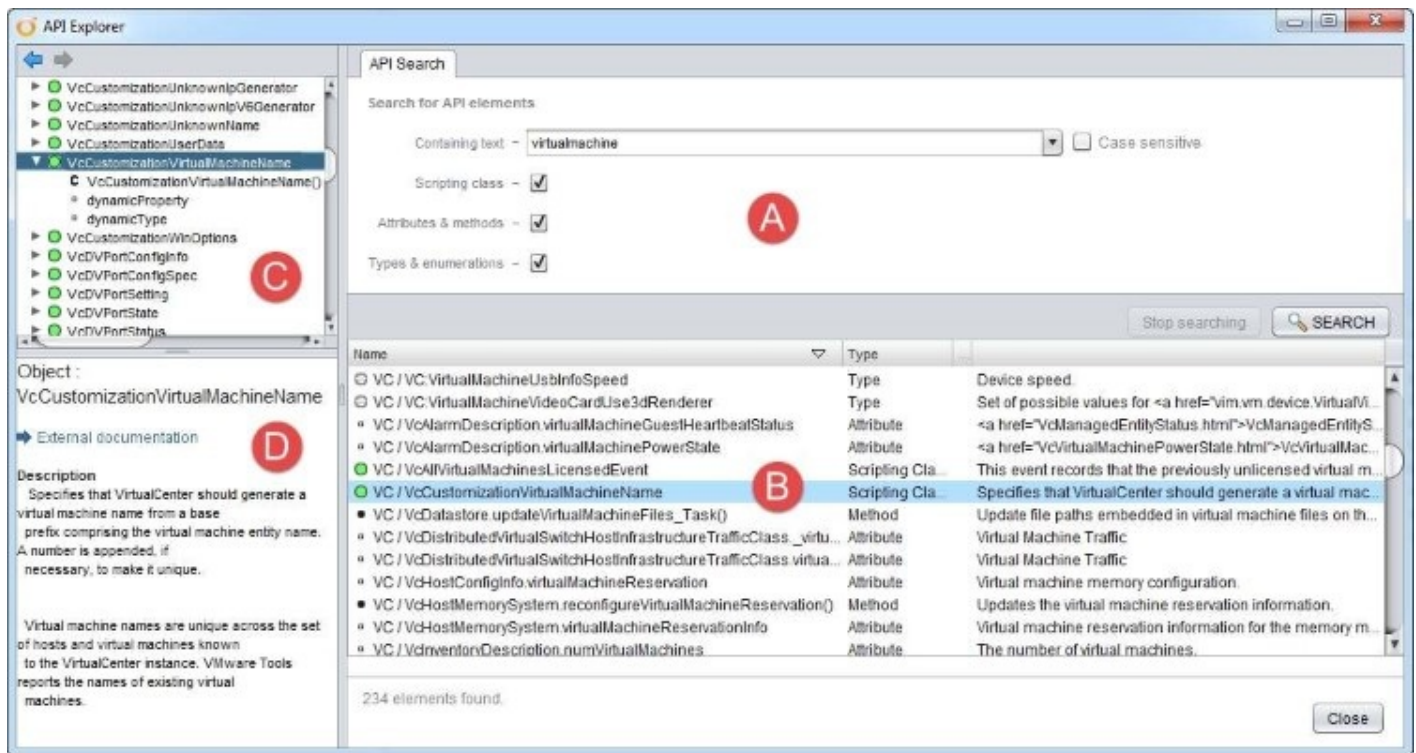 API Explorer
VcCustomizationUnknownIpGenerator
VcCustomizationUnknownIpV6Generator
VcCustomizationUnknownName
VcCustomizationUserData
VcCustomizationVirtualMachineName
C VcCustomizationVirtualMachineName()
dynamicProperty
dynamicType
VcCustomizationWinOptions
VcDVPortConfigInfo
VcDVPortConfigSpec
VcDVPortSetting
VcDVPortState
VcDVPortStatus
C
Object :
VcCustomizationVirtualMachineName
External documentation
D
Description
Specifies that VirtualCenter should generate a
virtual machine name from a base
prefix comprising the virtual machine entity name.
A number is appended, if
necessary, to make it unique.
Virtual machine names are unique across the set
of hosts and virtual machines known
to the VirtualCenter instance. VMware Tools
reports the names of existing virtual
machines.
API Search
Search for API elements
Containing text - virtualmachine Case sensitive
Scripting class -
Attributes & methods -
Types & enumerations -
A
Stop searching SEARCH
Name Type ...
VC / VC:VirtualMachineUsbInfoSpeed Type Device speed.
VC / VC:VirtualMachineVideoCardUse3dRenderer Type Set of possible values for <a href="vim.vm.device.VirtualVi...
VC / VcAlarmDescription.virtualMachineGuestHeartbeatStatus Attribute <a href="VcManagedEntityStatus.html">VcManagedEntityS...
VC / VcAlarmDescription.virtualMachinePowerState Attribute <a href="VcVirtualMachinePowerState.html">VcVirtualMac...
VC / VcAllVirtualMachinesLicensedEvent Scripting Cla... This event records that the previously unlicensed virtual m...
VC / VcCustomizationVirtualMachineName Scripting Cla... Specifies that VirtualCenter should generate a virtual mac...
B
VC / VcDatastore.updateVirtualMachineFiles_Task() Method Update file paths embedded in virtual machine files on th...
VC / VcDistributedVirtualSwitchHostInfrastructureTrafficClass._virtu... Attribute Virtual Machine Traffic
VC / VcDistributedVirtualSwitchHostInfrastructureTrafficClass.virtua... Attribute Virtual Machine Traffic
VC / VcHostConfigInfo.virtualMachineReservation Attribute Virtual machine memory configuration.
VC / VcHostMemorySystem.reconfigureVirtualMachineReservation() Method Updates the virtual machine reservation information.
VC / VcHostMemorySystem.virtualMachineReservationInfo Attribute Virtual machine reservation information for the memory m...
VC / VcInventoryDescription.numVirtualMachines Attribute The number of virtual machines.
234 elements found.
Close